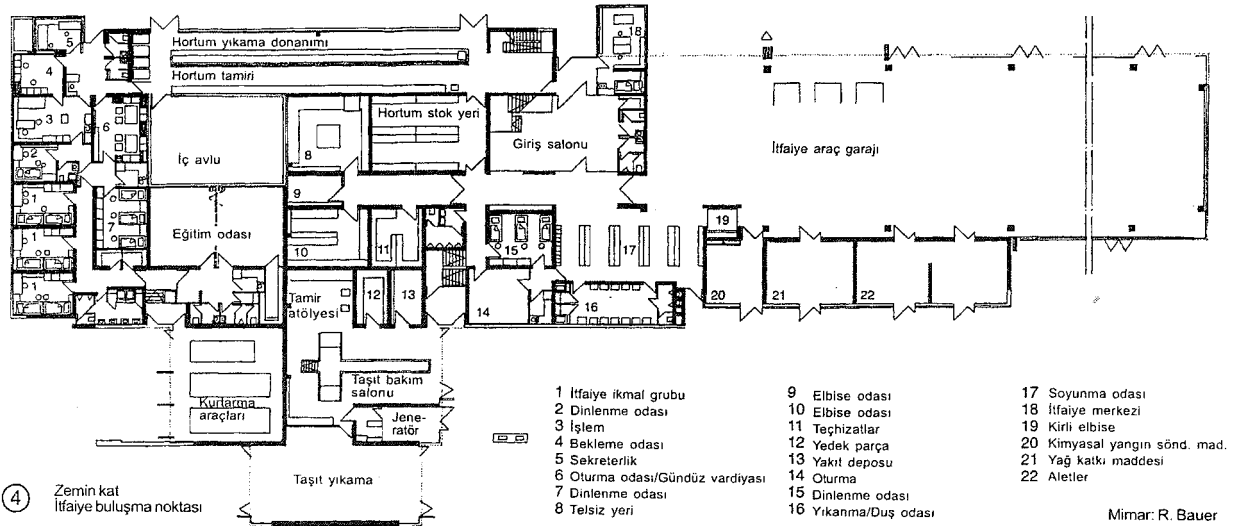 5
Hortum yıkama donanımı
18
4
Hortum tamiri
3
6
Hortum stok yeri
8
Giriş salonu
İtfaiye araç garajı
İç avlu
2
1
9
7
Eğitim odası
10
11
15
17
19
1
1
Tamir
atölyesi
12
13
14
16
20
21
22
Kurtarma
araçları
Taşıt bakım
salonu
Jene-
ratör
Taşıt yıkama
1 İtfaiye ikmal grubu
2 Dinlenme odası
3 İşlem
4 Bekleme odası
5 Sekreterlik
6 Oturma odası/Gündüz vardiyası
7 Dinlenme odası
8 Telsiz yeri
9 Elbise odası
10 Elbise odası
11 Teçhizatlar
12 Yedek parça
13 Yakıt deposu
14 Oturma
15 Dinlenme odası
16 Yıkanma/Duş odası
17 Soyunma odası
18 İtfaiye merkezi
19 Kirli elbise
20 Kimyasal yangın sönd. mad.
21 Yağ katkı maddesi
22 Aletler
4 Zemin kat
İtfaiye buluşma noktası
Mimar: R. Bauer